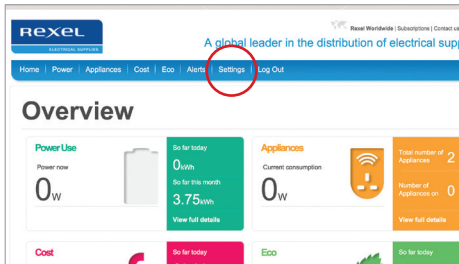 REXEL
ELECTRICAL SUPPLIES
Rexel Worldwide | Subscriptions | Contact us
A global leader in the distribution of electrical sup
Home | Power | Appliances | Cost | Eco | Alerts | Settings | Log Out
Overview
Power Use
Power now
0w
So far today
0kWh
So far this month
3.75kWh
View full details
Appliances
Current consumption
0w
Total number of
Appliances 2
Number of
Appliances on 0
View full details
Cost
So far today
Eco
So far today